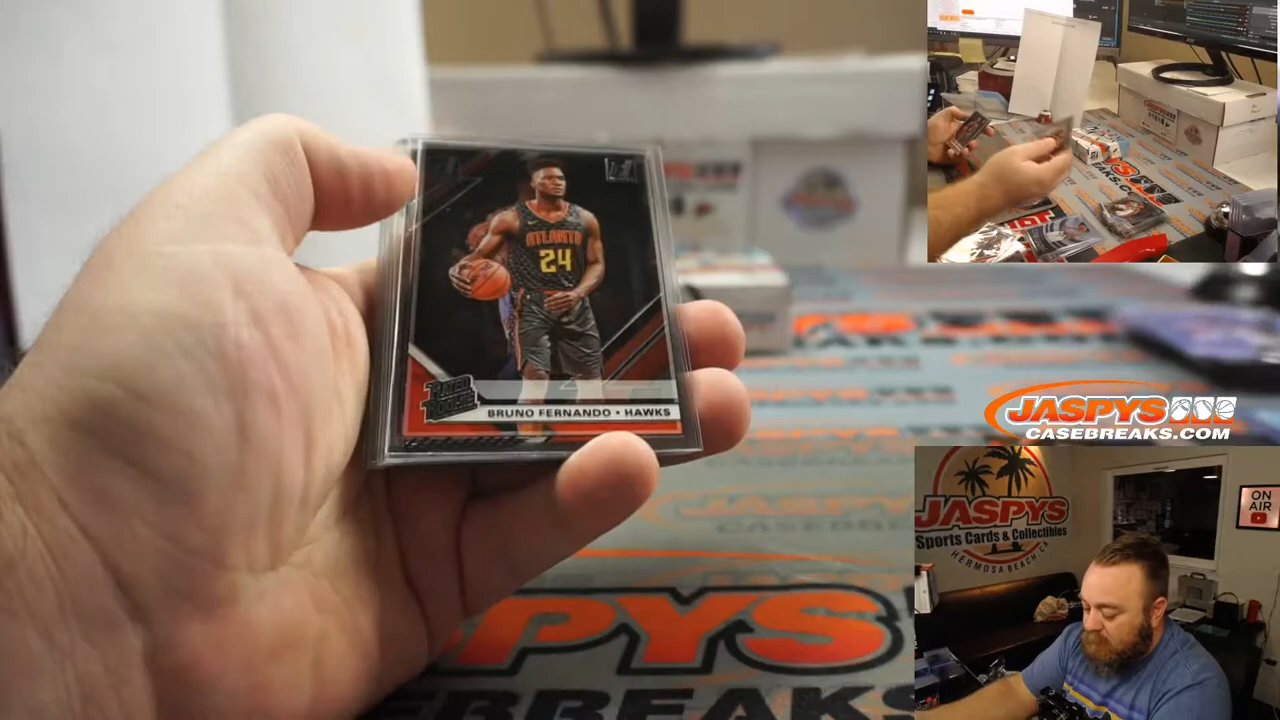 ATLANTA
24
RATED
ROOKIE
BRUNO FERNANDO • HAWKS
JASPYS
CASEBREAKS.COM
JASPYS
Sports Cards & Collectibles
HERMOSA BEACH, CA
ON
AIR
JASPYS
CASEBREAKS